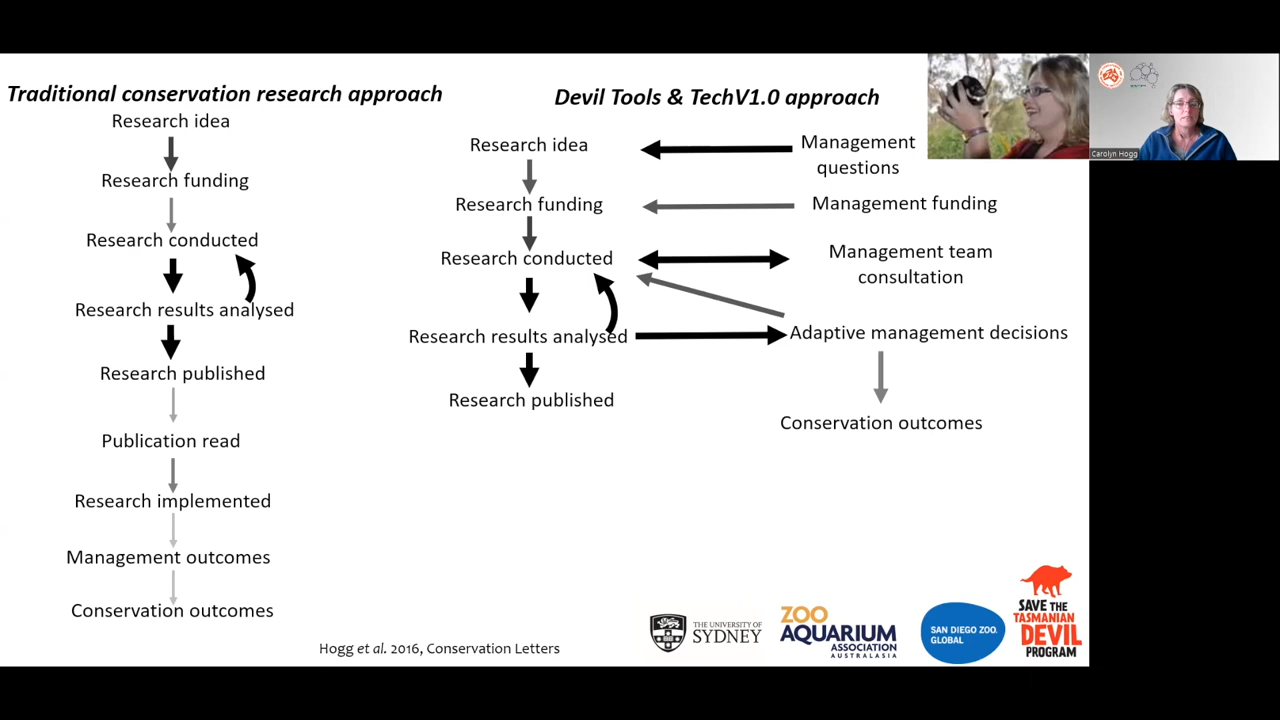 Traditional conservation research approach
Research idea
Research funding
Research conducted
Research results analysed
Research published
Publication read
Research implemented
Management outcomes
Conservation outcomes
Devil Tools & TechV1.0 approach
Research idea
Management
questions
Research funding
Management funding
Research conducted
Management team
consultation
Research results analysed
Adaptive management decisions
Research published
Conservation outcomes
Hogg et al. 2016, Conservation Letters
THE UNIVERSITY OF
SYDNEY
ZOO
AQUARIUM
ASSOCIATION
AUSTRALASIA
SAN DIEGO ZOO
GLOBAL
SAVE THE
TASMANIAN
DEVIL
PROGRAM
Carolyn Hogg